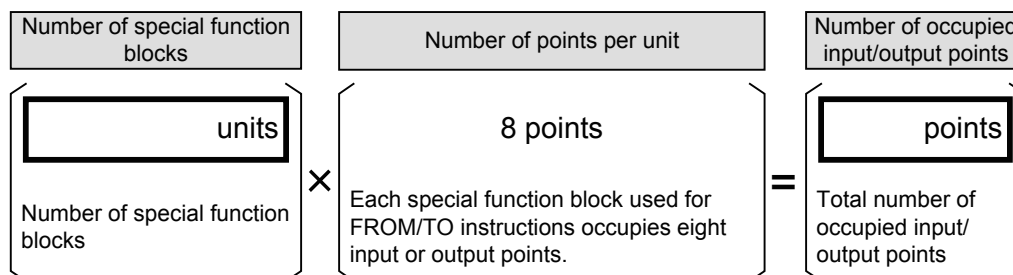 Number of special function
blocks
Number of points per unit
Number of occupied
input/output points
units
×
8 points
=
points
Number of special function
blocks
Each special function block used for
FROM/TO instructions occupies eight
input or output points.
Total number of
occupied input/
output points